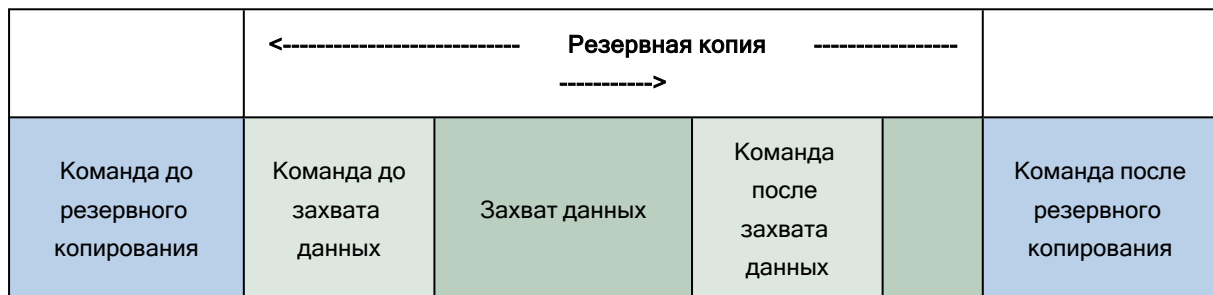 <---------------------------- Резервная копия -----------------
----------->
Команда до
резервного
копирования
Команда до
захвата
данных
Захват данных
Команда
после
захвата
данных
Команда после
резервного
копирования